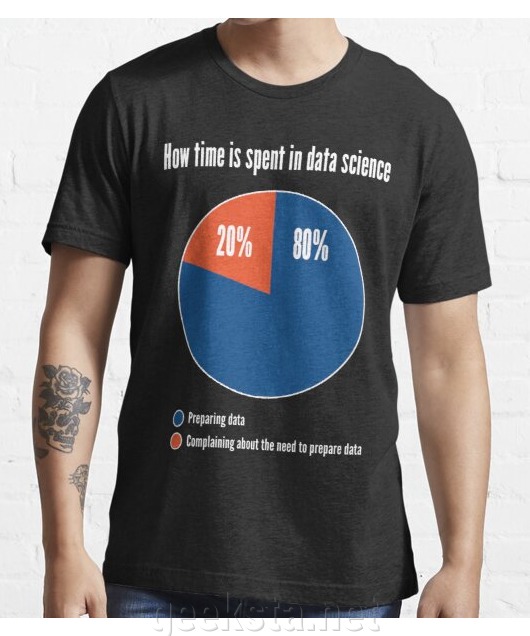 How time is spent in data science
20% 80%
Preparing data
Complaining about the need to prepare data
geeksta.net